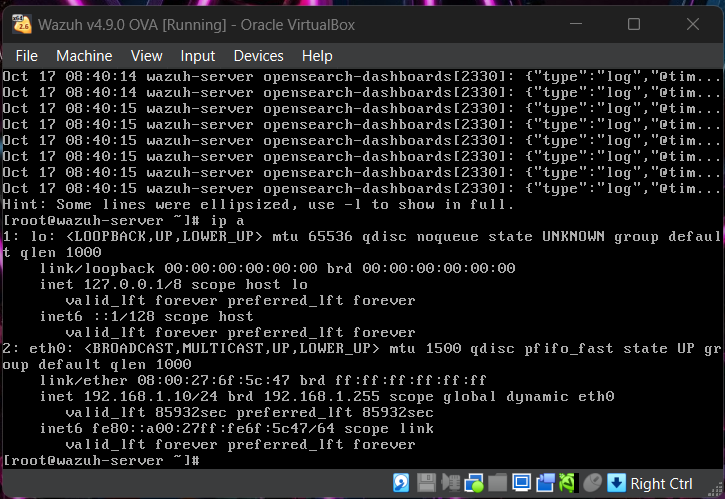 Wazuh v4.9.0 OVA [Running] - Oracle VirtualBox
File Machine View Input Devices Help
Oct 17 08:40:14 wazuh-server opensearch-dashboards[2330]: {"type":"log","@tim...
Oct 17 08:40:14 wazuh-server opensearch-dashboards[2330]: {"type":"log","@tim...
Oct 17 08:40:15 wazuh-server opensearch-dashboards[2330]: {"type":"log","@tim...
Oct 17 08:40:15 wazuh-server opensearch-dashboards[2330]: {"type":"log","@tim...
Oct 17 08:40:15 wazuh-server opensearch-dashboards[2330]: {"type":"log","@tim...
Oct 17 08:40:15 wazuh-server opensearch-dashboards[2330]: {"type":"log","@tim...
Oct 17 08:40:15 wazuh-server opensearch-dashboards[2330]: {"type":"log","@tim...
Oct 17 08:40:15 wazuh-server opensearch-dashboards[2330]: {"type":"log","@tim...
Hint: Some lines were ellipsized, use -l to show in full.
[root@wazuh-server ~]# ip a
1: lo: <LOOPBACK,UP,LOWER_UP> mtu 65536 qdisc noqueue state UNKNOWN group defaul
t qlen 1000
    link/loopback 00:00:00:00:00:00 brd 00:00:00:00:00:00
    inet 127.0.0.1/8 scope host lo
       valid_lft forever preferred_lft forever
    inet6 ::1/128 scope host
       valid_lft forever preferred_lft forever
2: eth0: <BROADCAST,MULTICAST,UP,LOWER_UP> mtu 1500 qdisc pfifo_fast state UP gr
oup default qlen 1000
    link/ether 08:00:27:6f:5c:47 brd ff:ff:ff:ff:ff:ff
    inet 192.168.1.10/24 brd 192.168.1.255 scope global dynamic eth0
       valid_lft 85932sec preferred_lft 85932sec
    inet6 fe80::a00:27ff:fe6f:5c47/64 scope link
       valid_lft forever preferred_lft forever
[root@wazuh-server ~]#
Right Ctrl